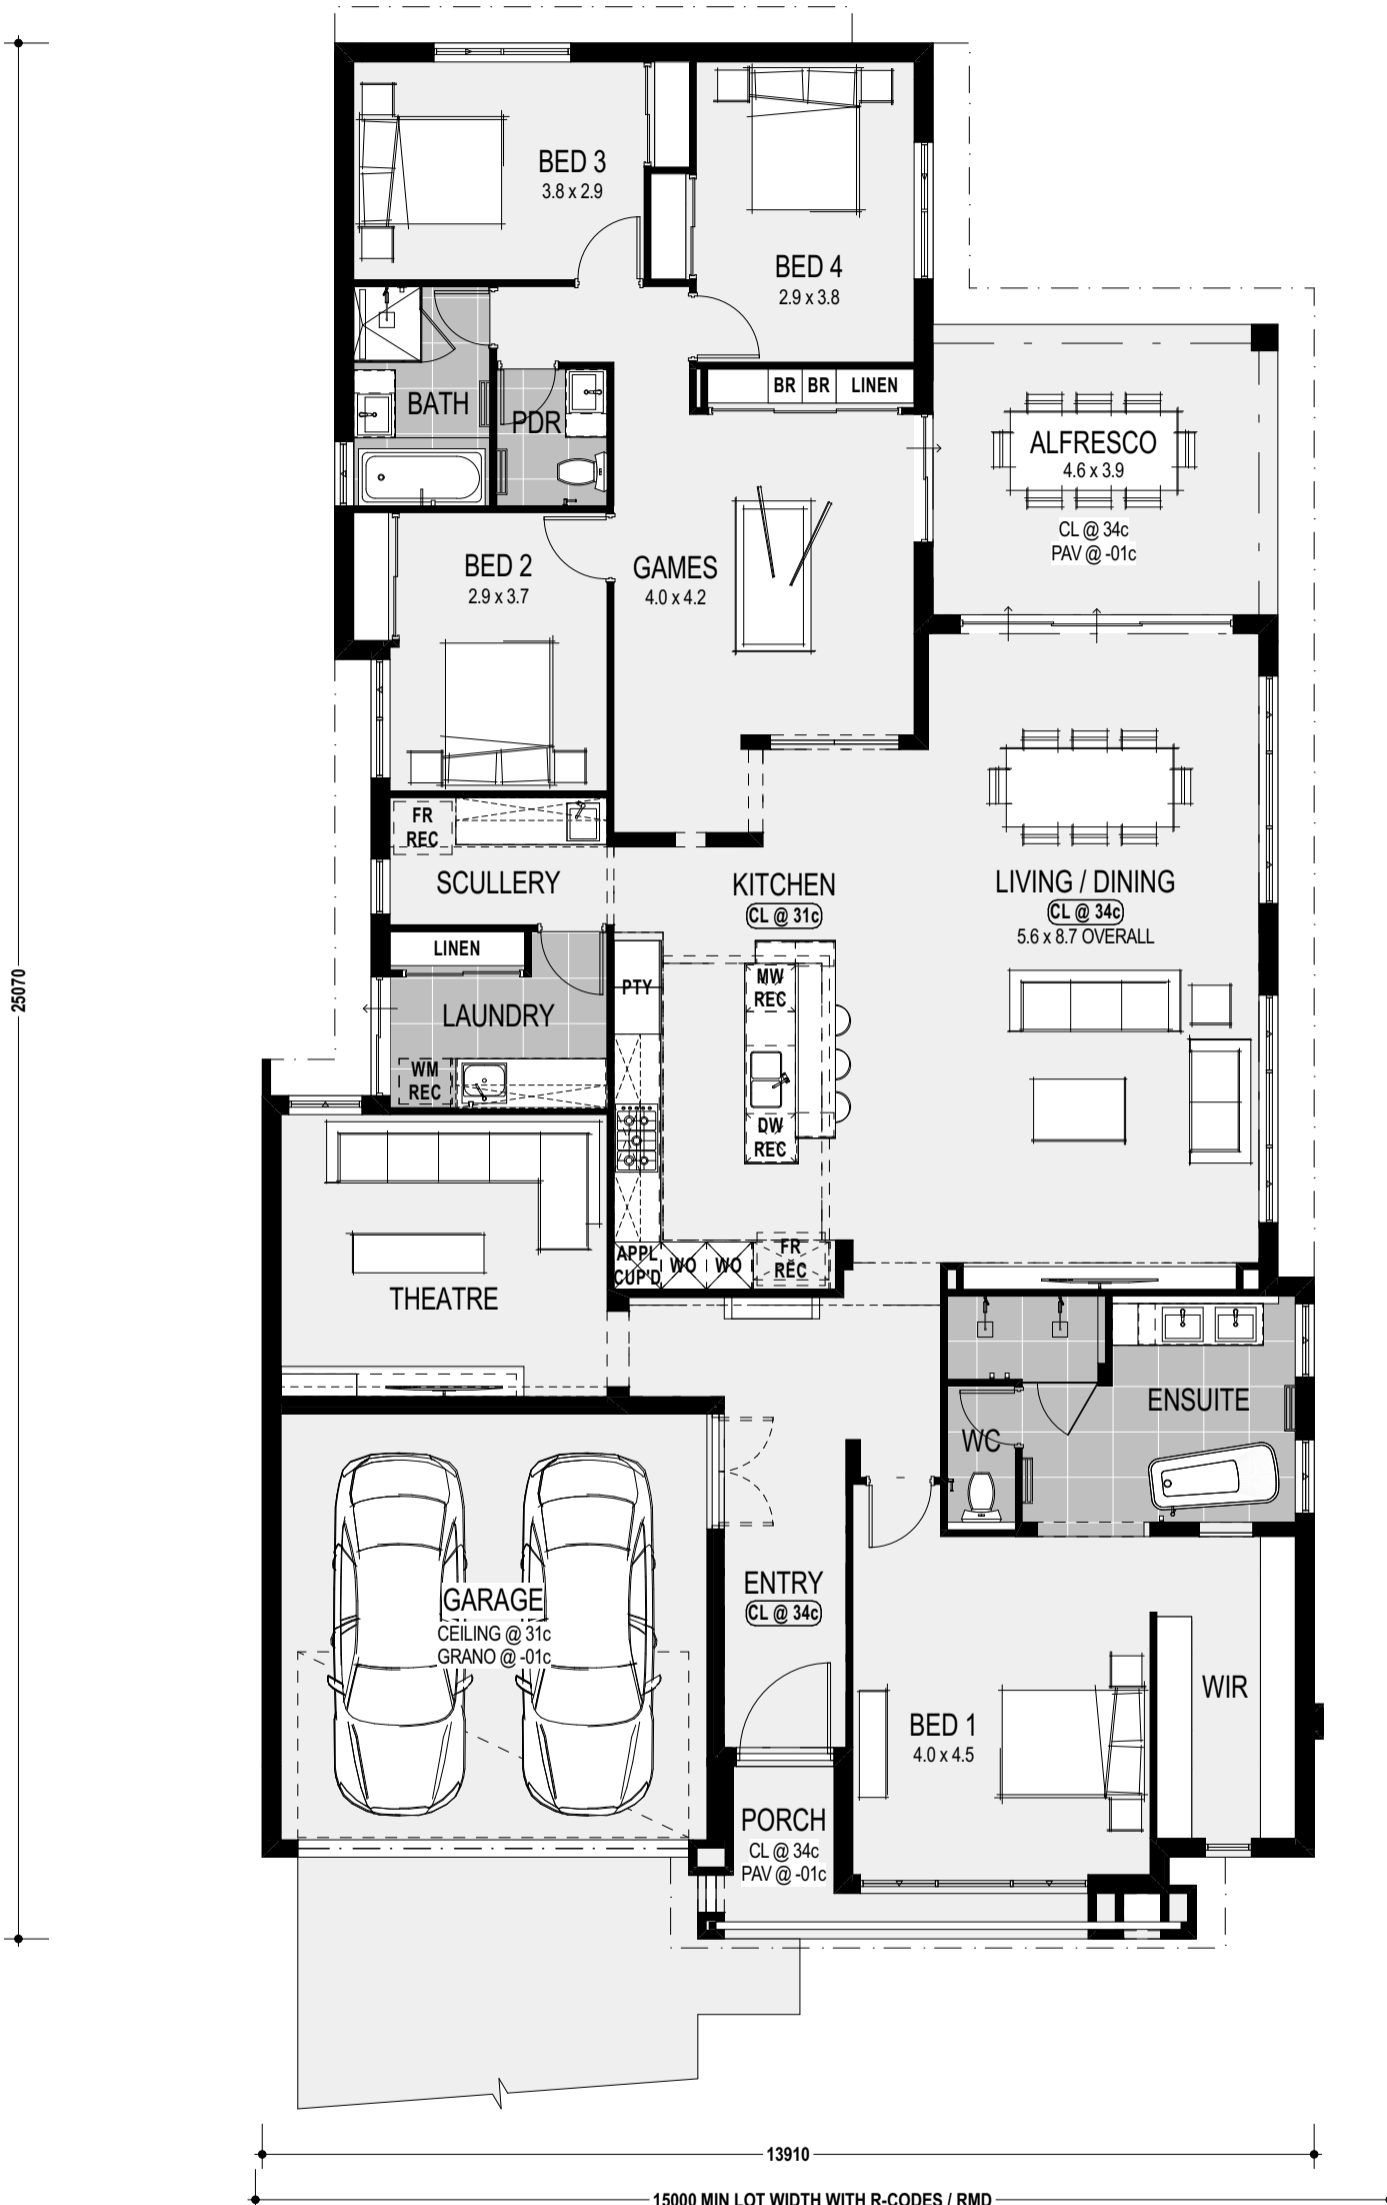 BED 3
3.8 x 2.9
BED 4
2.9 x 3.8
BR BR LINEN
BATH
PDR
ALFRESCO
4.6 x 3.9
CL @ 34c
PAV @ -01c
BED 2
2.9 x 3.7
GAMES
4.0 x 4.2
FR
REC
SCULLERY
KITCHEN
CL @ 31c
LIVING / DINING
CL @ 34c
5.6 x 8.7 OVERALL
LINEN
PTY
MW
REC
LAUNDRY
WM
REC
25070
DW
REC
THEATRE
APPL
CUP'D
WO
WO
FR
REC
ENSUITE
WC
GARAGE
CEILING @ 31c
GRANO @ -01c
ENTRY
CL @ 34c
WIR
BED 1
4.0 x 4.5
PORCH
CL @ 34c
PAV @ -01c
13910
15000 MIN LOT WIDTH WITH R-CODES / RMD